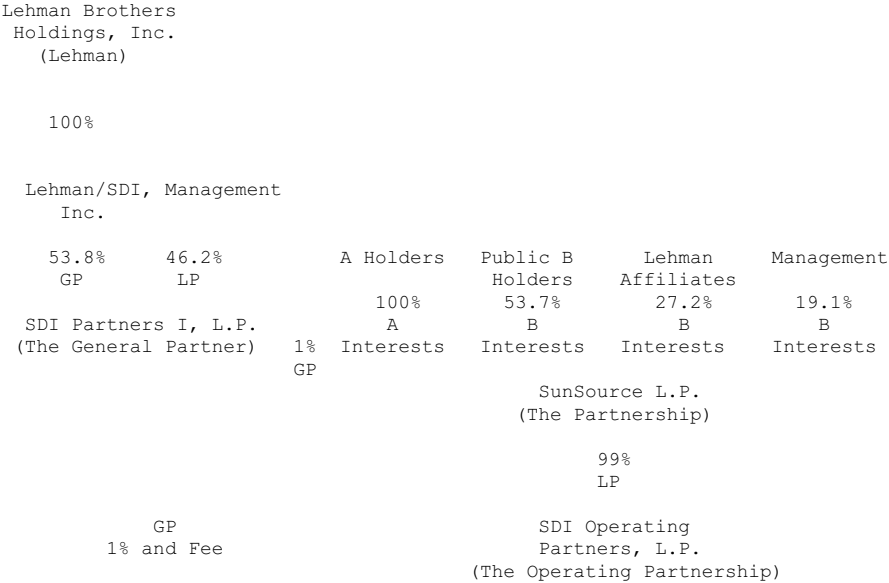 Lehman Brothers
Holdings, Inc.
(Lehman)
100%
Lehman/SDI, Management
Inc.
53.8% 46.2% A Holders Public B Lehman Management
GP LP Holders Affiliates
100% 53.7% 27.2% 19.1%
SDI Partners I, L.P. A B B B
(The General Partner) 1% Interests Interests Interests Interests
GP
SunSource L.P.
(The Partnership)
99%
LP
GP SDI Operating
1% and Fee Partners, L.P.
(The Operating Partnership)